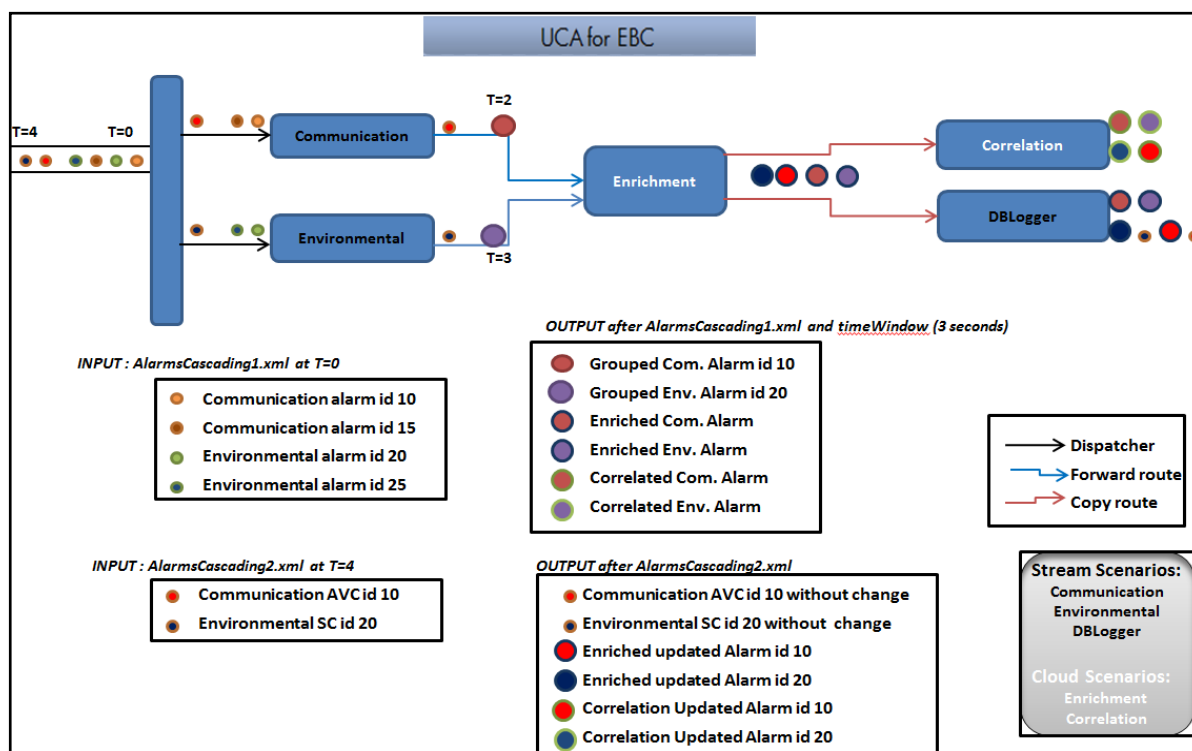 UCA for EBC
T=4
T=0
T=2
Communication
Correlation
Enrichment
Environmental
DBLogger
T=3
OUTPUT after AlarmsCascading1.xml and timeWindow (3 seconds)
INPUT : AlarmsCascading1.xml at T=0
Grouped Com. Alarm id 10
Grouped Env. Alarm id 20
Enriched Com. Alarm
Enriched Env. Alarm
Correlated Com. Alarm
Correlated Env. Alarm
Communication alarm id 10
Communication alarm id 15
Environmental alarm id 20
Environmental alarm id 25
Dispatcher
Forward route
Copy route
INPUT : AlarmsCascading2.xml at T=4
Communication AVC id 10
Environmental SC id 20
OUTPUT after AlarmsCascading2.xml
Communication AVC id 10 without change
Environmental SC id 20 without change
Enriched updated Alarm id 10
Enriched updated Alarm id 20
Correlation Updated Alarm id 10
Correlation Updated Alarm id 20
Stream Scenarios:
Communication
Environmental
DBLogger
Cloud Scenarios:
Enrichment
Correlation